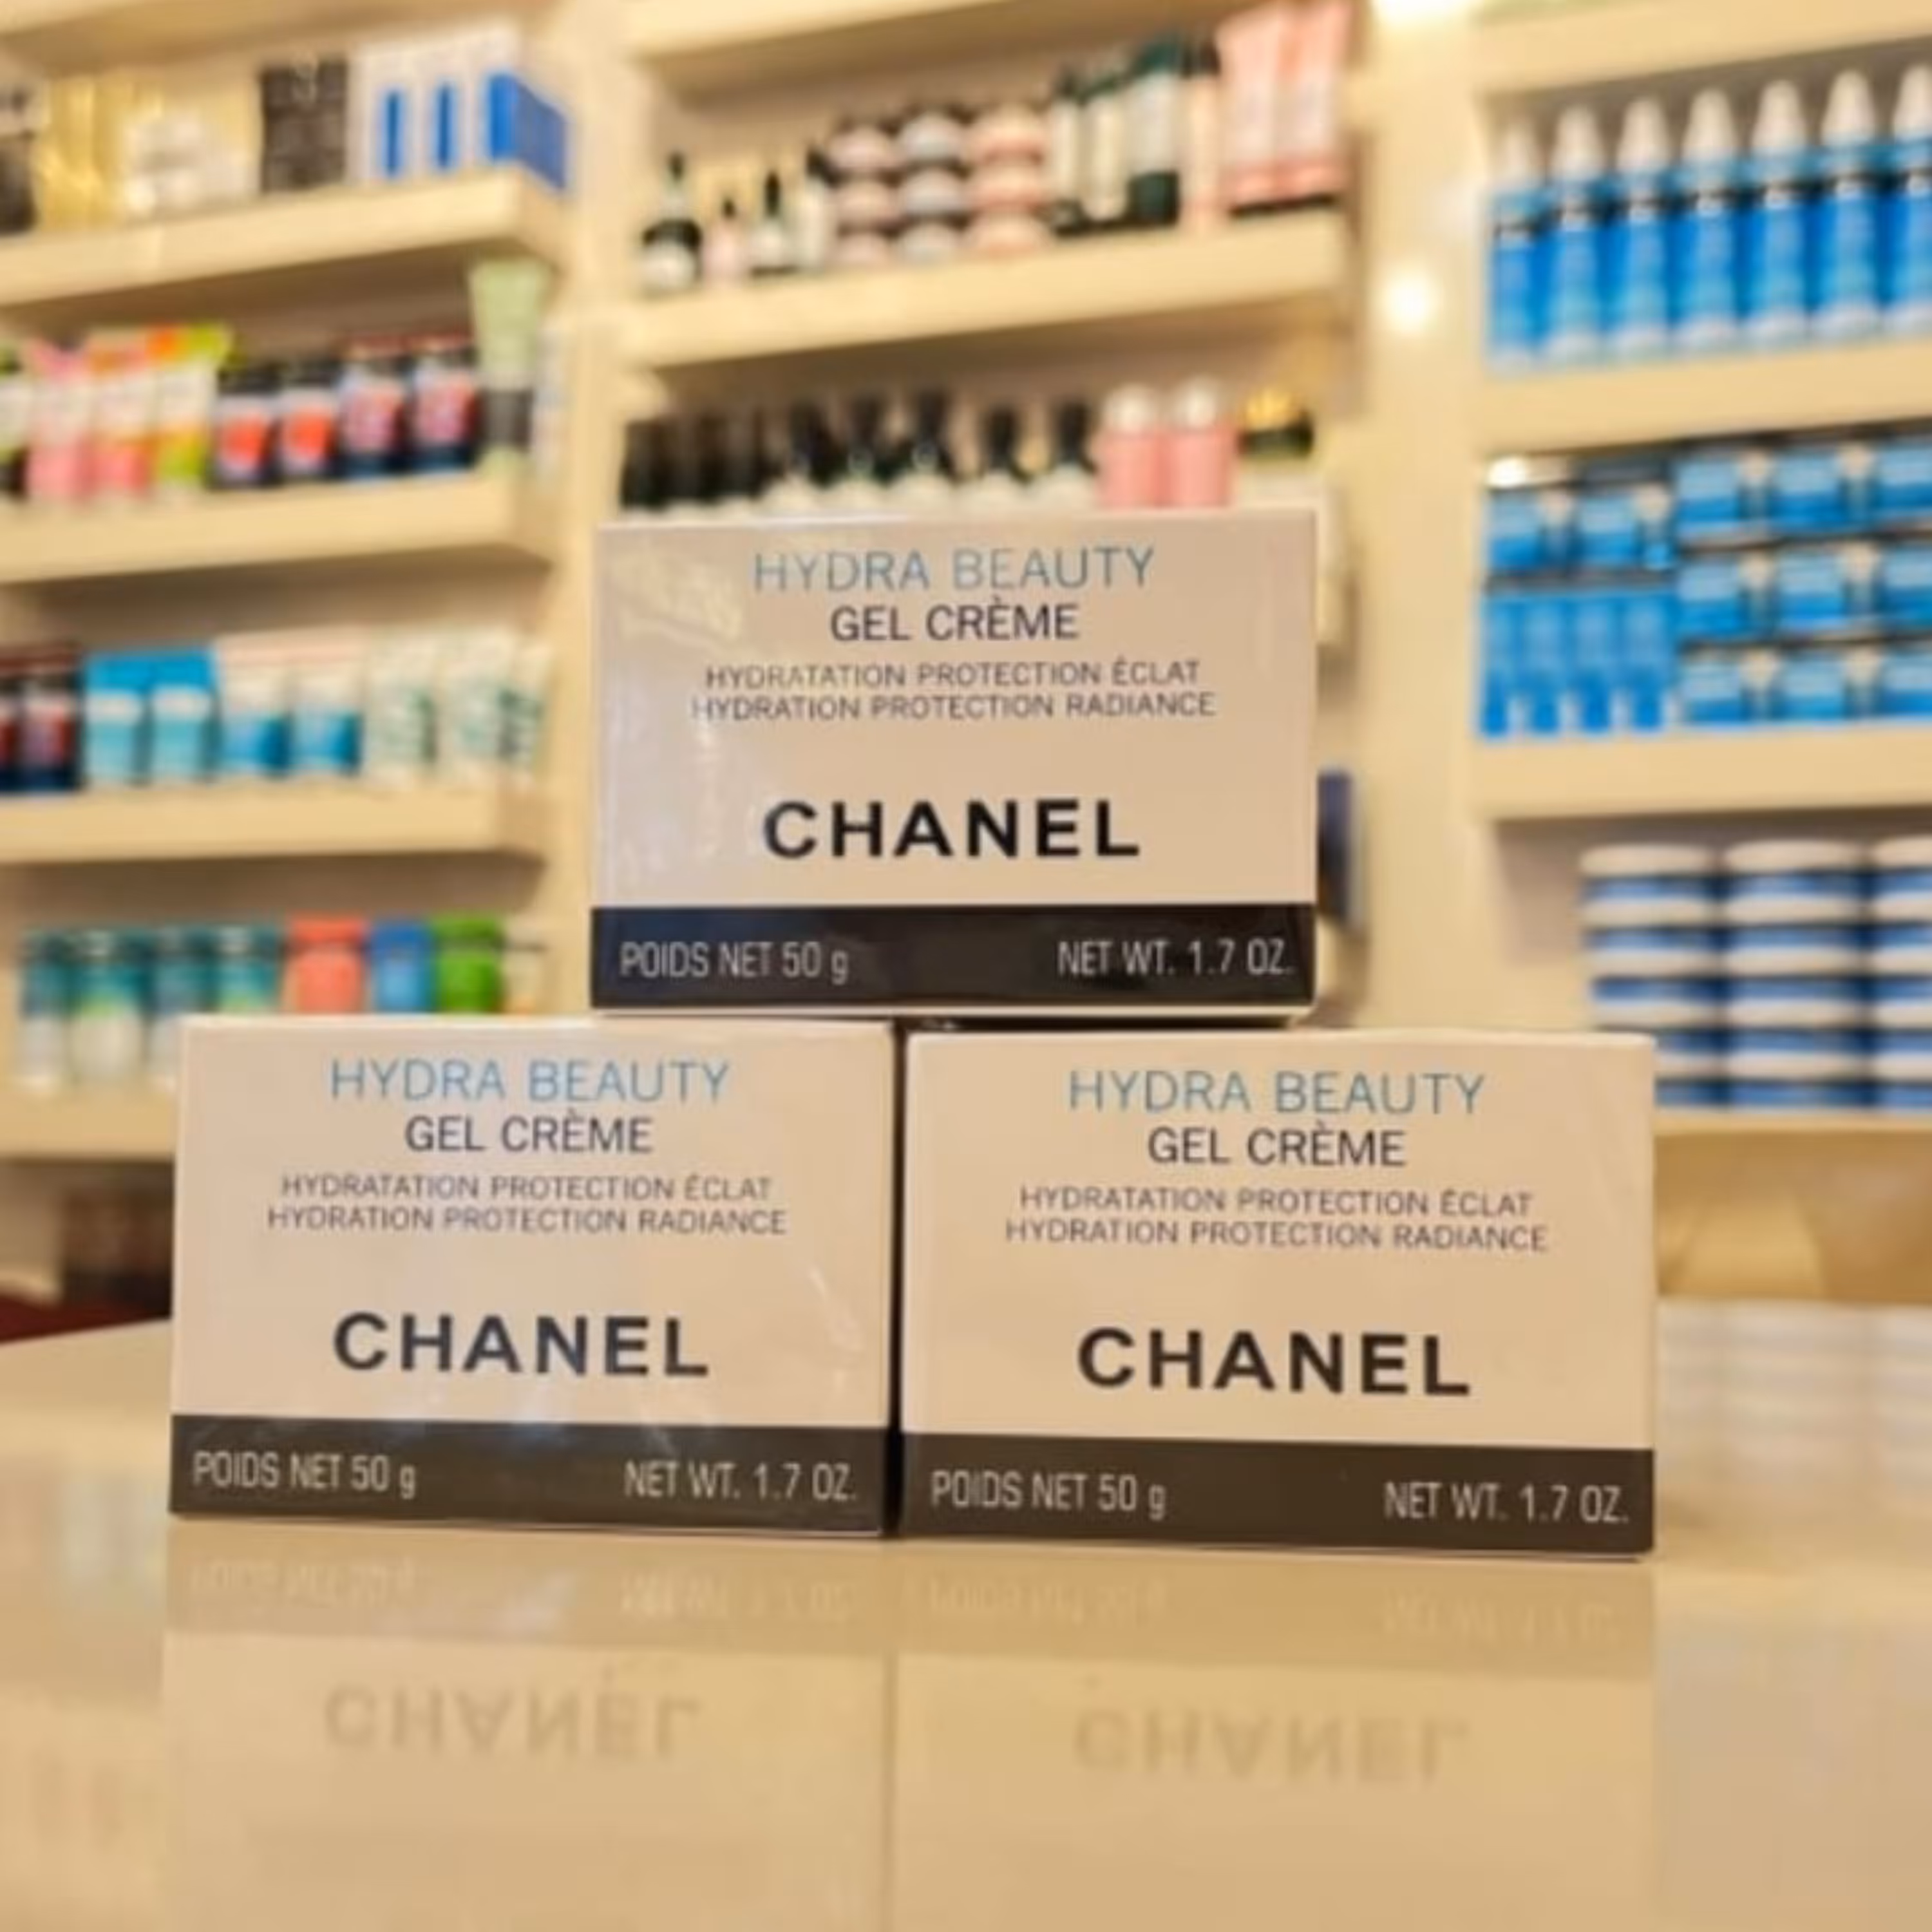 HYDRA BEAUTY
GEL CRÈME
HYDRATATION PROTECTION ÉCLAT
HYDRATION PROTECTION RADIANCE
CHANEL
POIDS NET 50 g NET WT. 1.7 OZ.
HYDRA BEAUTY
GEL CRÈME
HYDRATATION PROTECTION ÉCLAT
HYDRATION PROTECTION RADIANCE
CHANEL
POIDS NET 50 g NET WT. 1.7 OZ.
HYDRA BEAUTY
GEL CRÈME
HYDRATATION PROTECTION ÉCLAT
HYDRATION PROTECTION RADIANCE
CHANEL
POIDS NET 50 g NET WT. 1.7 OZ.